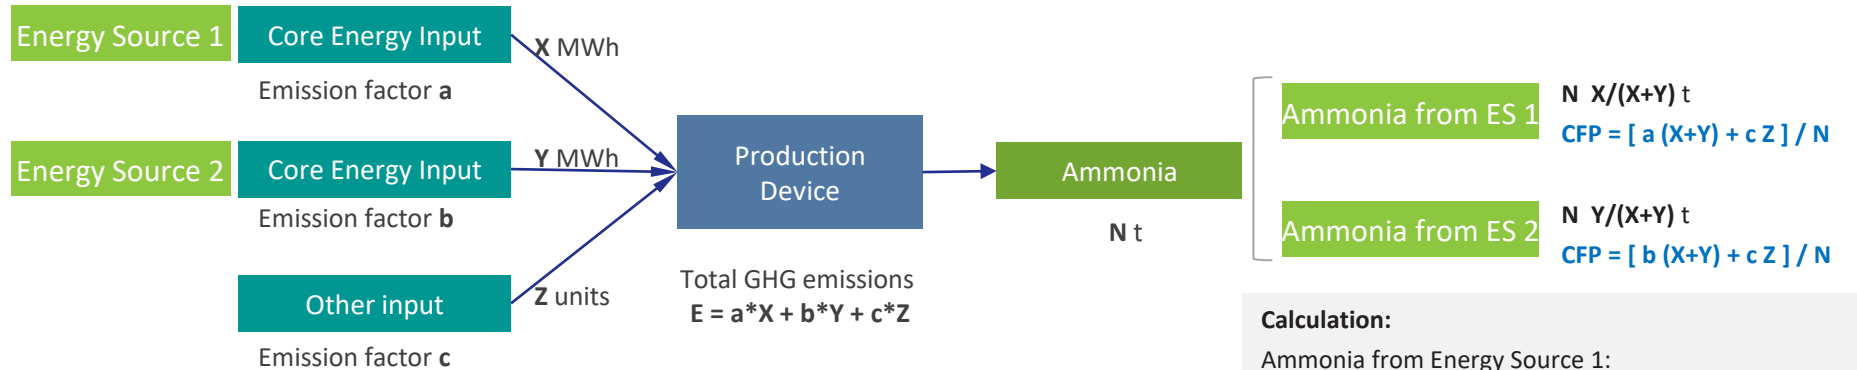 Energy Source 1
Core Energy Input
X MWh
Emission factor a
Energy Source 2
Core Energy Input
Y MWh
Emission factor b
Other input
Z units
Emission factor c
Production
Device
Total GHG emissions
E = a*X + b*Y + c*Z
Ammonia
N t
Ammonia from ES 1
N X/(X+Y) t
CFP = [ a (X+Y) + c Z ] / N
Ammonia from ES 2
N Y/(X+Y) t
CFP = [ b (X+Y) + c Z ] / N
Calculation:
Ammonia from Energy Source 1: